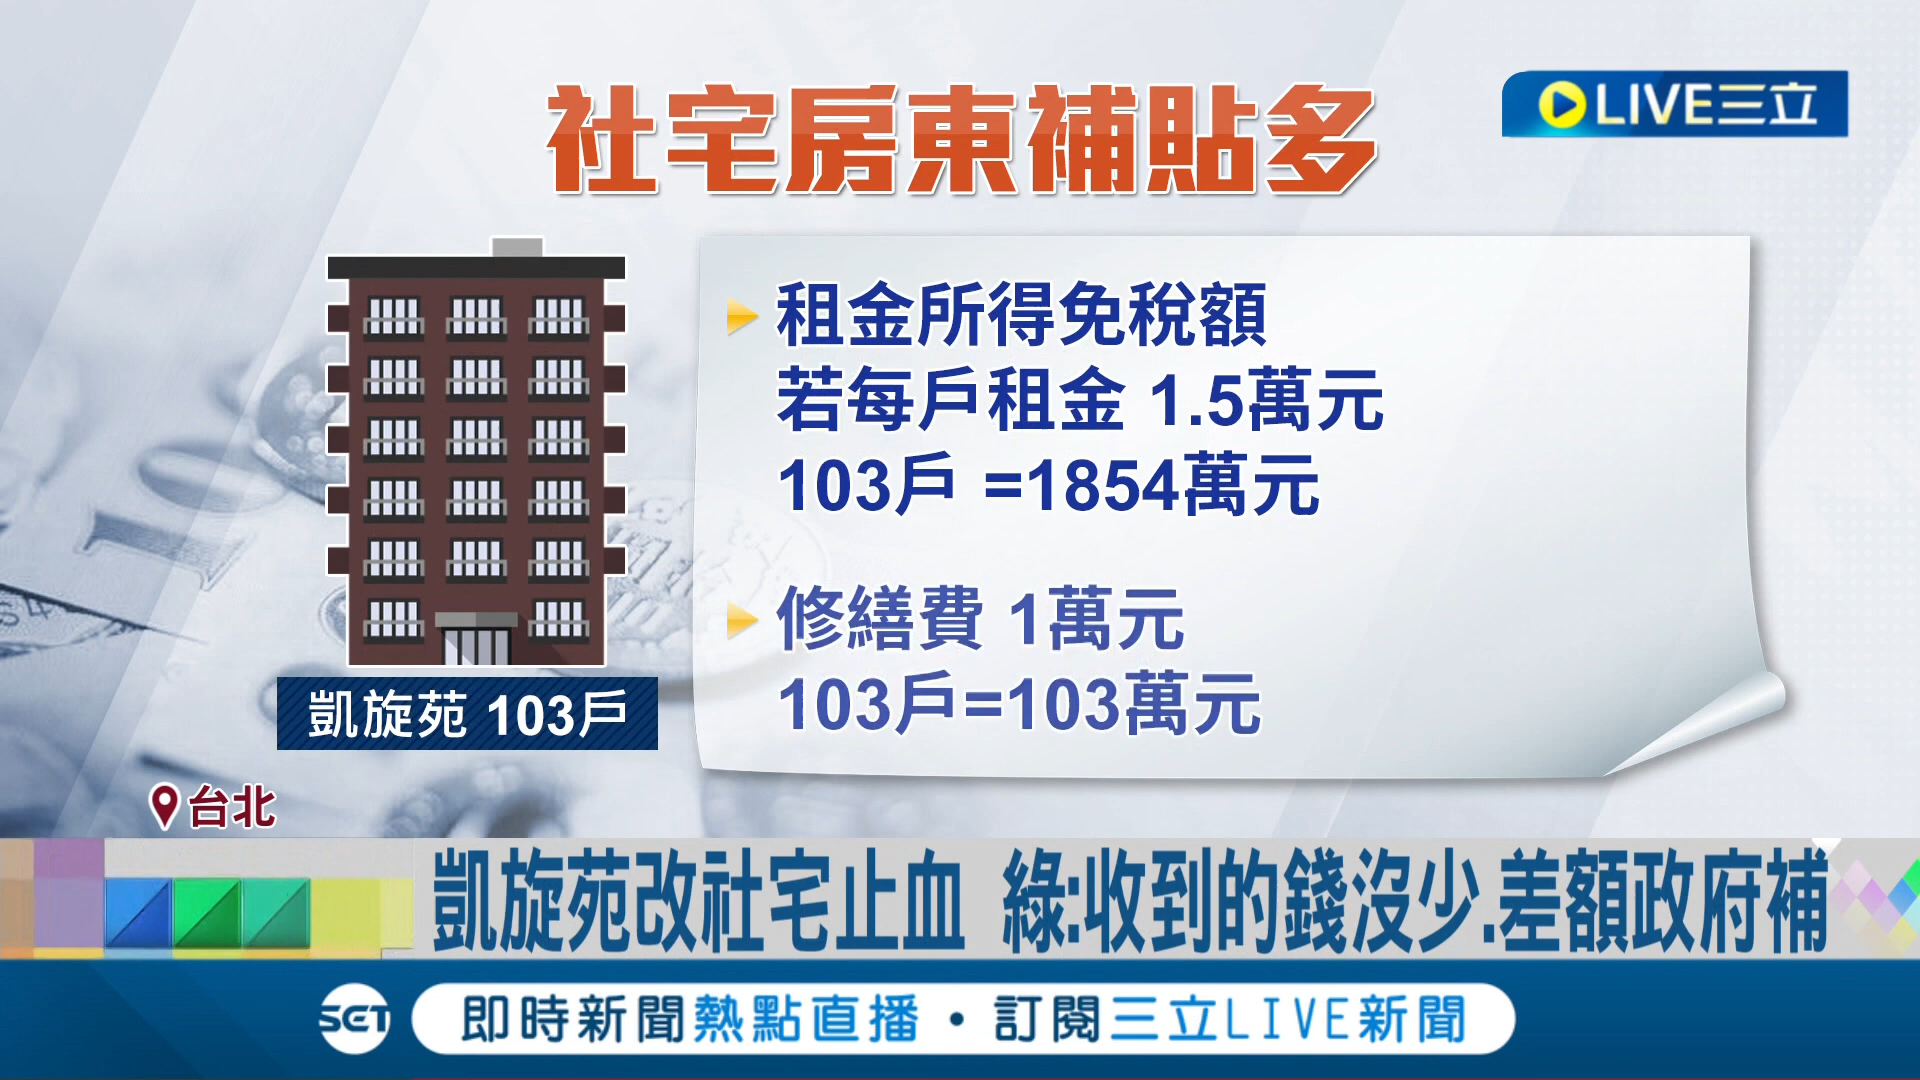 社宅房東補貼多
LIVE三立
租金所得免稅額
若每戶租金 1.5萬元
103戶 =1854萬元
修繕費 1萬元
103戶=103萬元
凱旋苑 103戶
台北
凱旋苑改社宅止血 綠:收到的錢沒少.差額政府補
SET
即時新聞熱點直播・訂閱三立LIVE新聞